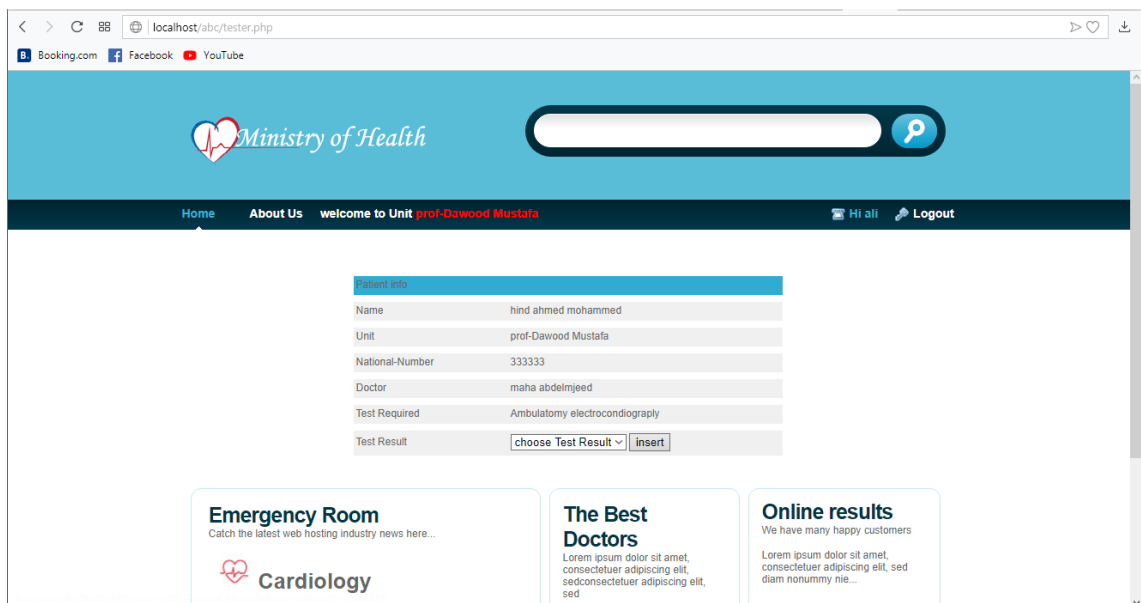 localhost/abc/tester.php
B. Booking.com Facebook YouTube
Ministry of Health
Home About Us welcome to Unit prof-Dawood Mustafa Hi ali Logout
Patient info
Name hind ahmed mohammed
Unit prof-Dawood Mustafa
National-Number 333333
Doctor maha abdelmjeed
Test Required Ambulatomy electrocondiograply
Test Result choose Test Result insert
Emergency Room
Catch the latest web hosting industry news here...
Cardiology
The Best
Doctors
Lorem ipsum dolor sit amet,
consectetuer adipiscing elit,
sedconsectetuer adipiscing elit,
sed
Online results
We have many happy customers
Lorem ipsum dolor sit amet,
consectetuer adipiscing elit, sed
diam nonummy nie...